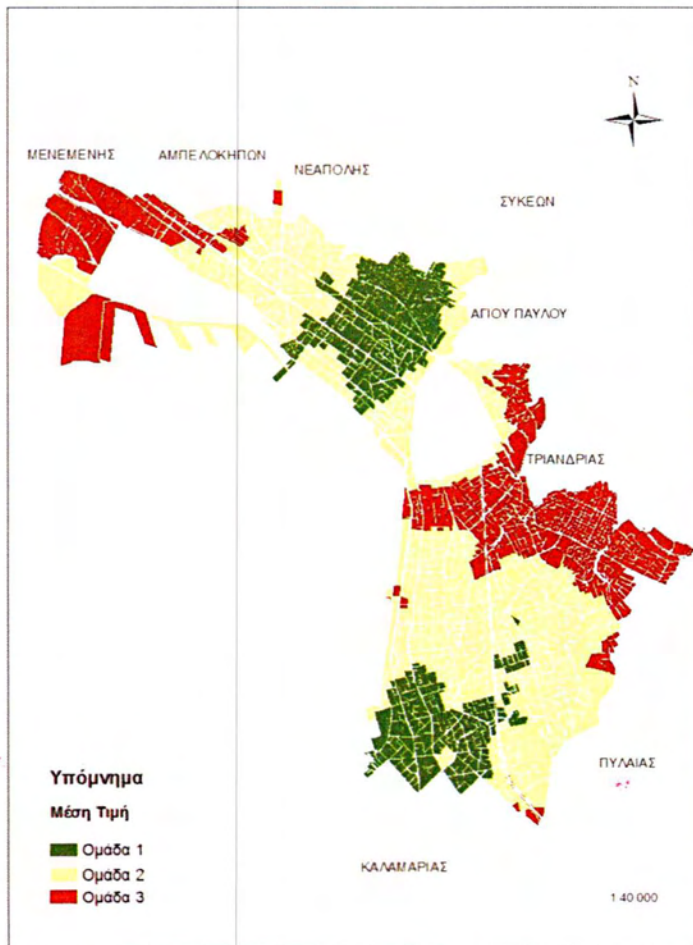 N
ΜΕΝΕΜΕΝΗΣ
ΑΜΠΕΛΟΚΗΠΩΝ
ΝΕΑΠΟΛΗΣ
ΣΥΚΕΩΝ
ΑΓΙΟΥ ΠΑΥΛΟΥ
ΤΡΙΑΝΔΡΙΑΣ
ΠΥΛΑΙΑΣ
ΚΑΛΑΜΑΡΙΑΣ
Υπόμνημα
Μέση Τιμή
Ομάδα 1
Ομάδα 2
Ομάδα 3
1:40 000